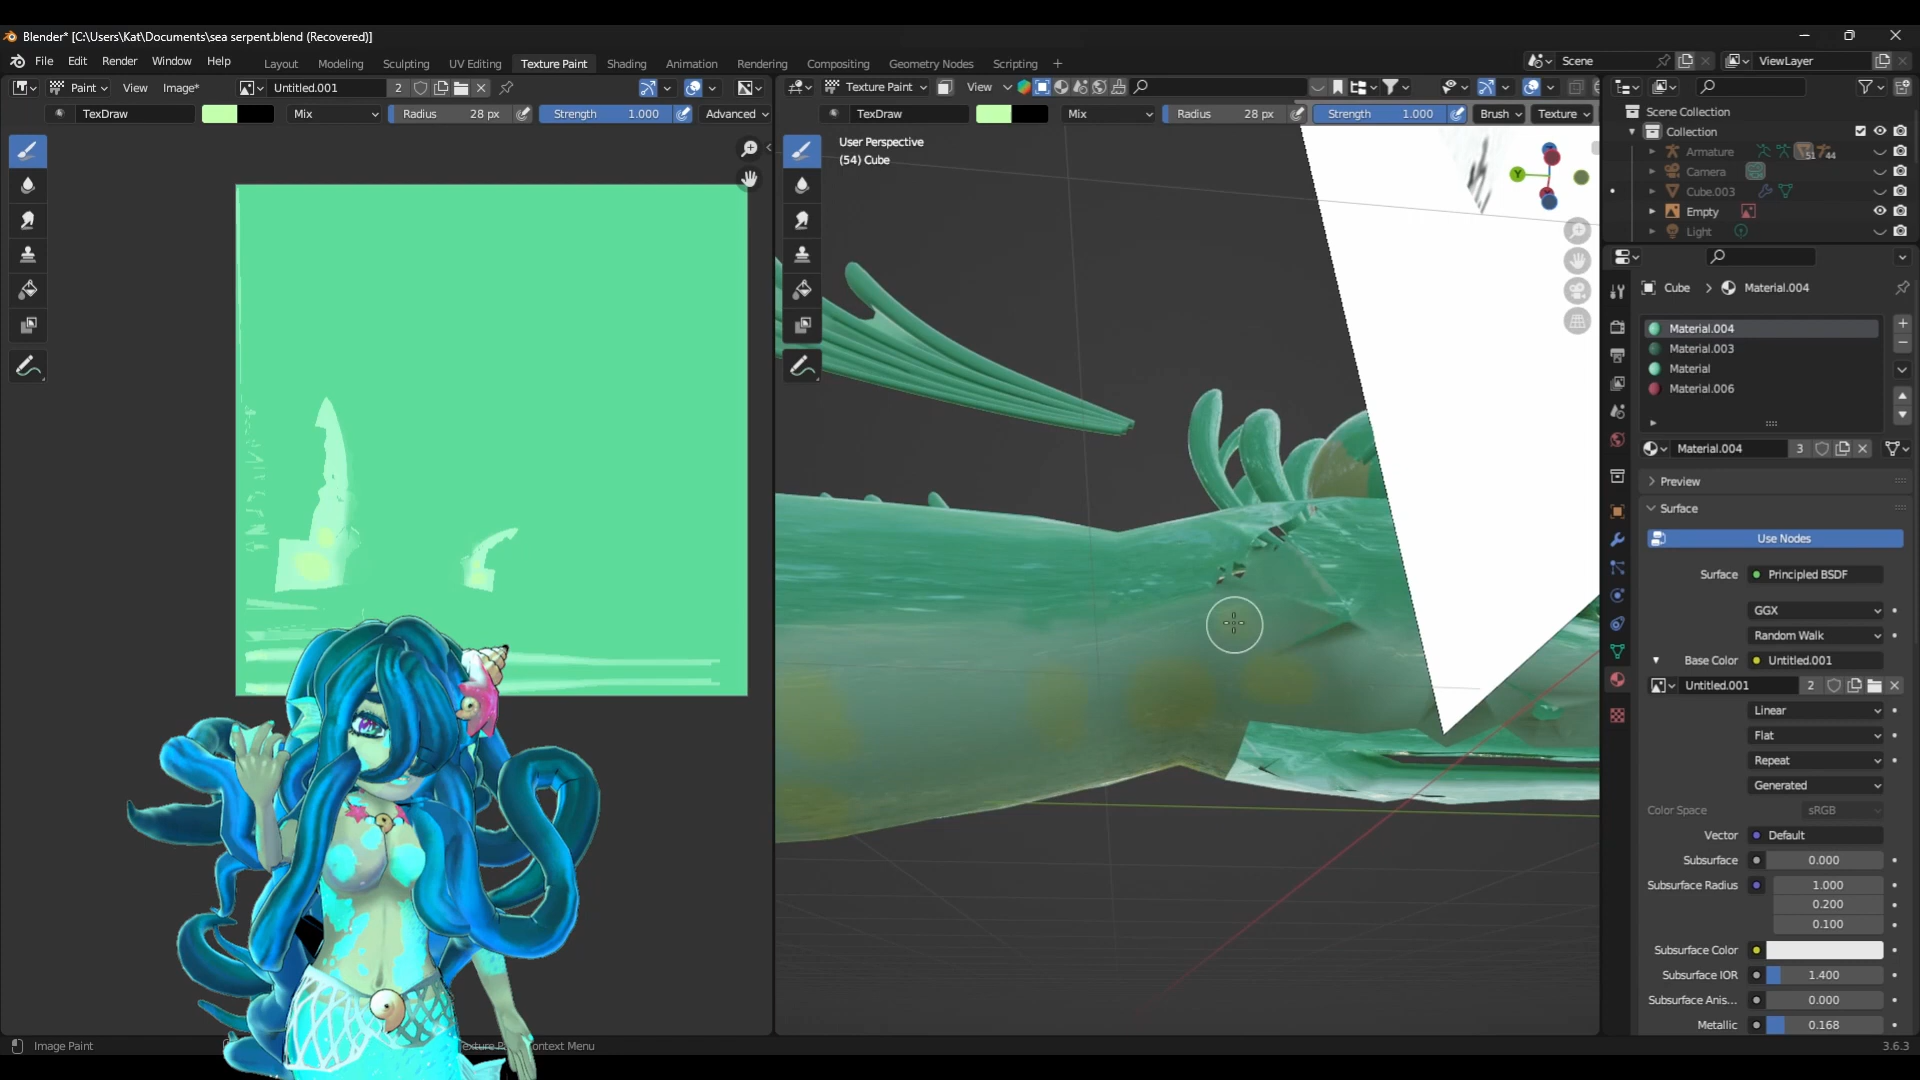 Blender* [C:\Users\Kat\Documents\sea serpent.blend (Recovered)]
File Edit Render Window Help Layout Modeling Sculpting UV Editing Texture Paint Shading Animation Rendering Compositing Geometry Nodes Scripting + Scene ViewLayer
Paint View Image* Untitled.001 2
TexDraw Mix Radius 28 px Strength 1.000 Advanced
Texture Paint View
TexDraw Mix Radius 28 px Strength 1.000 Brush Texture
User Perspective
(54) Cube
Y
Scene Collection
Collection
Armature 51 44
Camera
Cube.003
Empty
Light
Cube > Material.004
Material.004
Material.003
Material
Material.006
Material.004 3
Preview
Surface
Use Nodes
Surface Principled BSDF
GGX
Random Walk
Base Color Untitled.001
Untitled.001 2
Linear
Flat
Repeat
Generated
Color Space sRGB
Vector Default
Subsurface 0.000
Subsurface Radius 1.000
0.200
0.100
Subsurface Color
Subsurface IOR 1.400
Subsurface Anis... 0.000
Metallic 0.168
Image Paint
ontext Menu
3.6.3